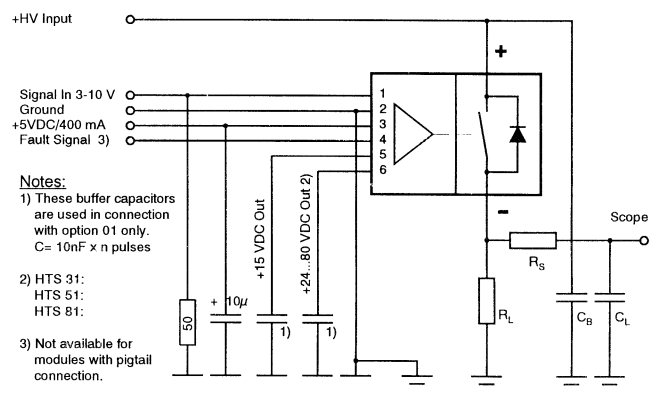 +HV Input
+
Signal In 3-10 V
1
Ground
2
+5VDC/400 mA
3
Fault Signal 3)
4
5
6
-
Notes:
1) These buffer capacitors
are used in connection
with option 01 only.
C= 10nF x n pulses
2) HTS 31:
HTS 51:
HTS 81:
3) Not available for
modules with pigtail
connection.
50
+ 10µ
+15 VDC Out
1)
+24...80 VDC Out 2)
1)
Scope
RS
RL
CB
CL